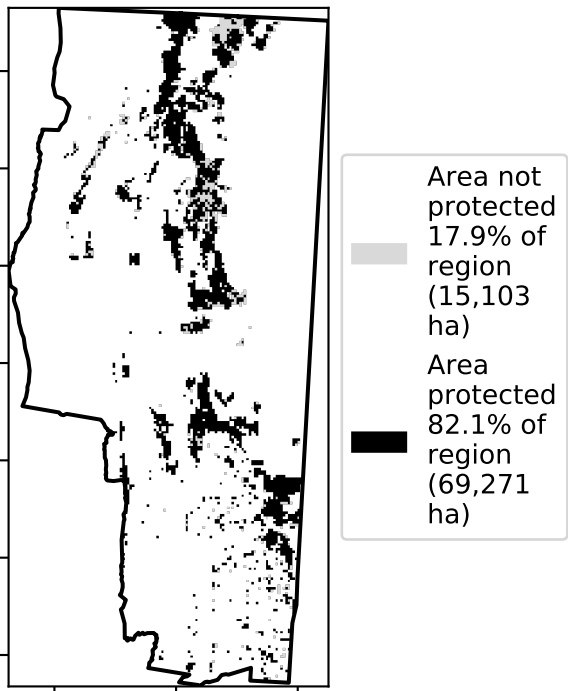 Area not
protected
17.9% of
region
(15,103
ha)
Area
protected
82.1% of
region
(69,271
ha)